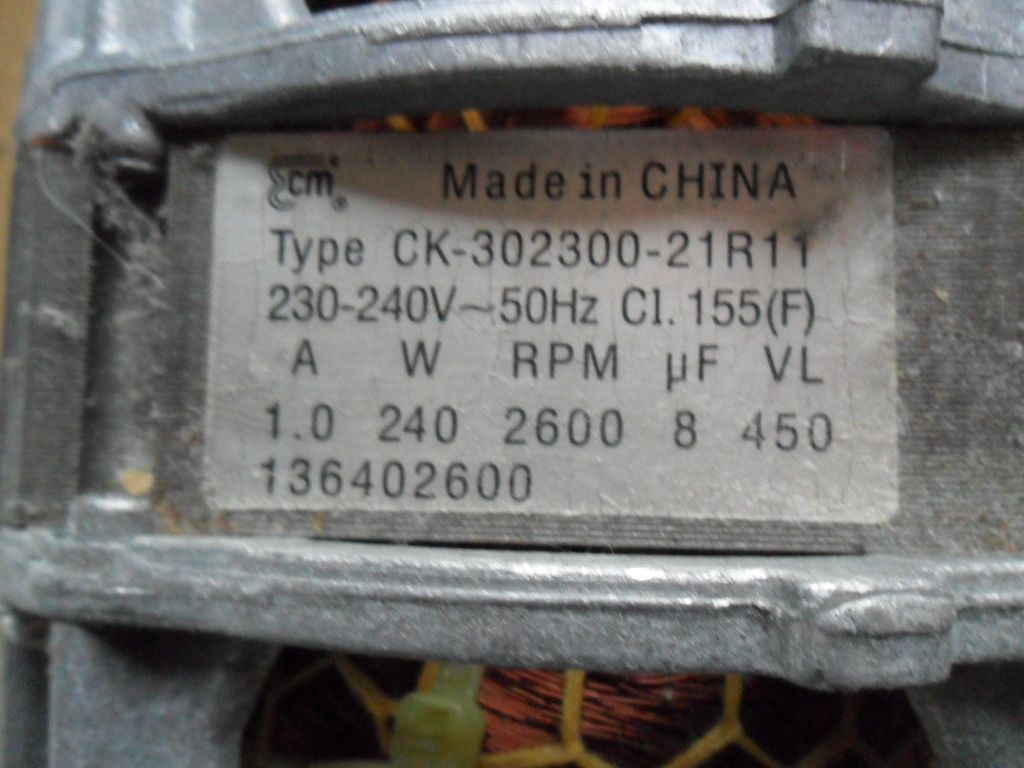 cm® Made in CHINA
Type CK-302300-21R11
230-240V~50Hz Cl. 155(F)
A W RPM µF VL
1.0 240 2600 8 450
136402600